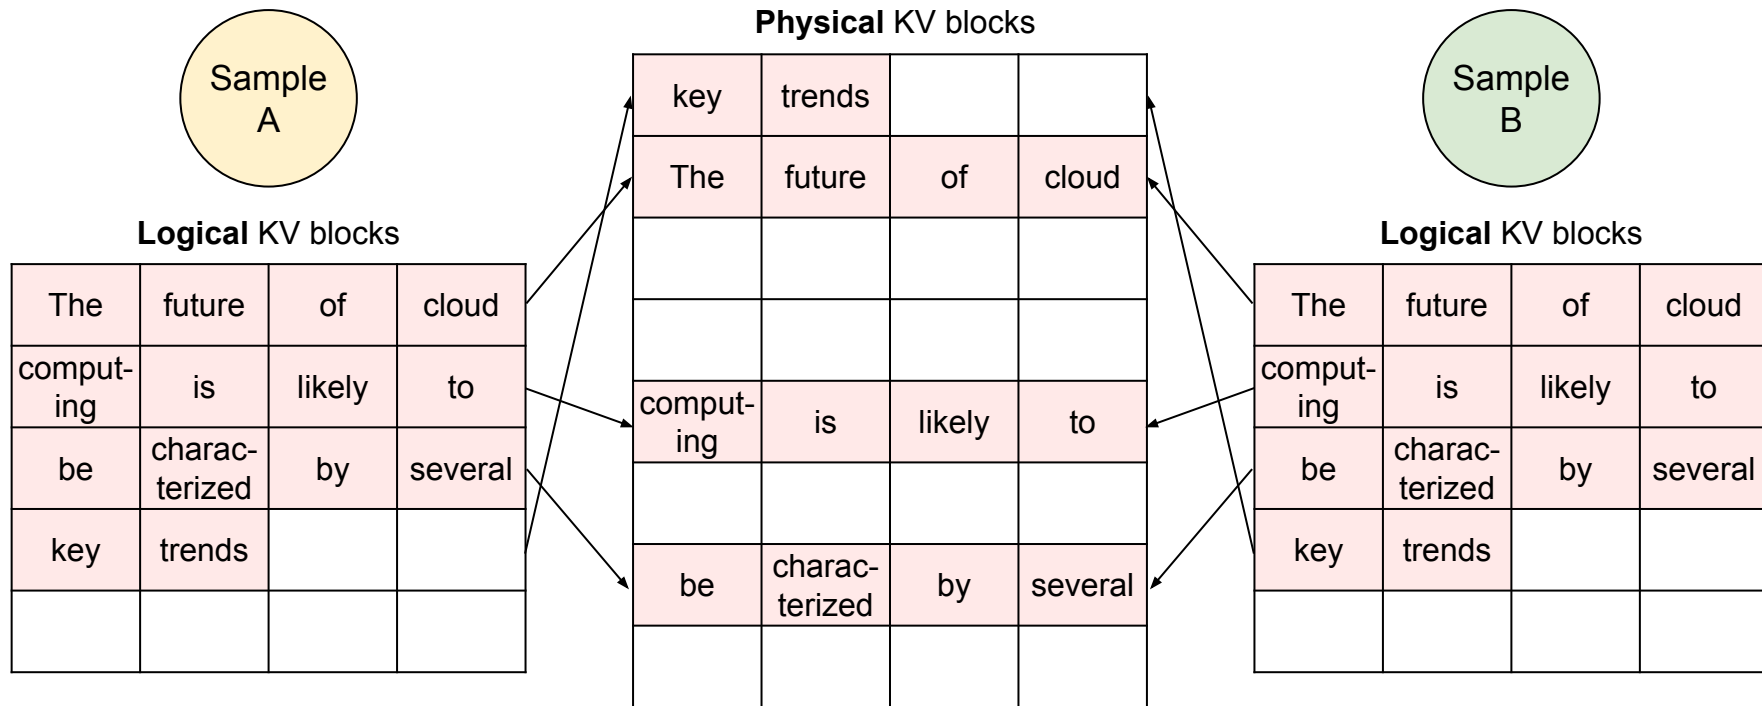 Physical KV blocks
Sample
A
Sample
B
key trends
The future of cloud
comput-
ing is likely to
be charac-
terized by several
Logical KV blocks
The future of cloud
comput-
ing is likely to
be charac-
terized by several
key trends
Logical KV blocks
The future of cloud
comput-
ing is likely to
be charac-
terized by several
key trends